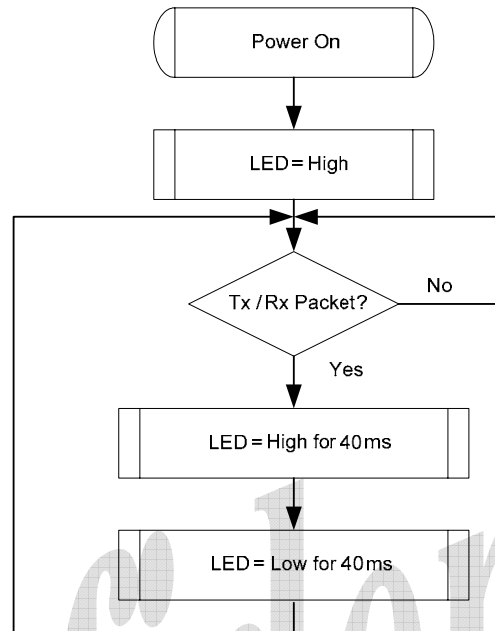 Power On
LED = High
Tx / Rx Packet?
No
Yes
LED = High for 40 ms
LED = Low for 40 ms